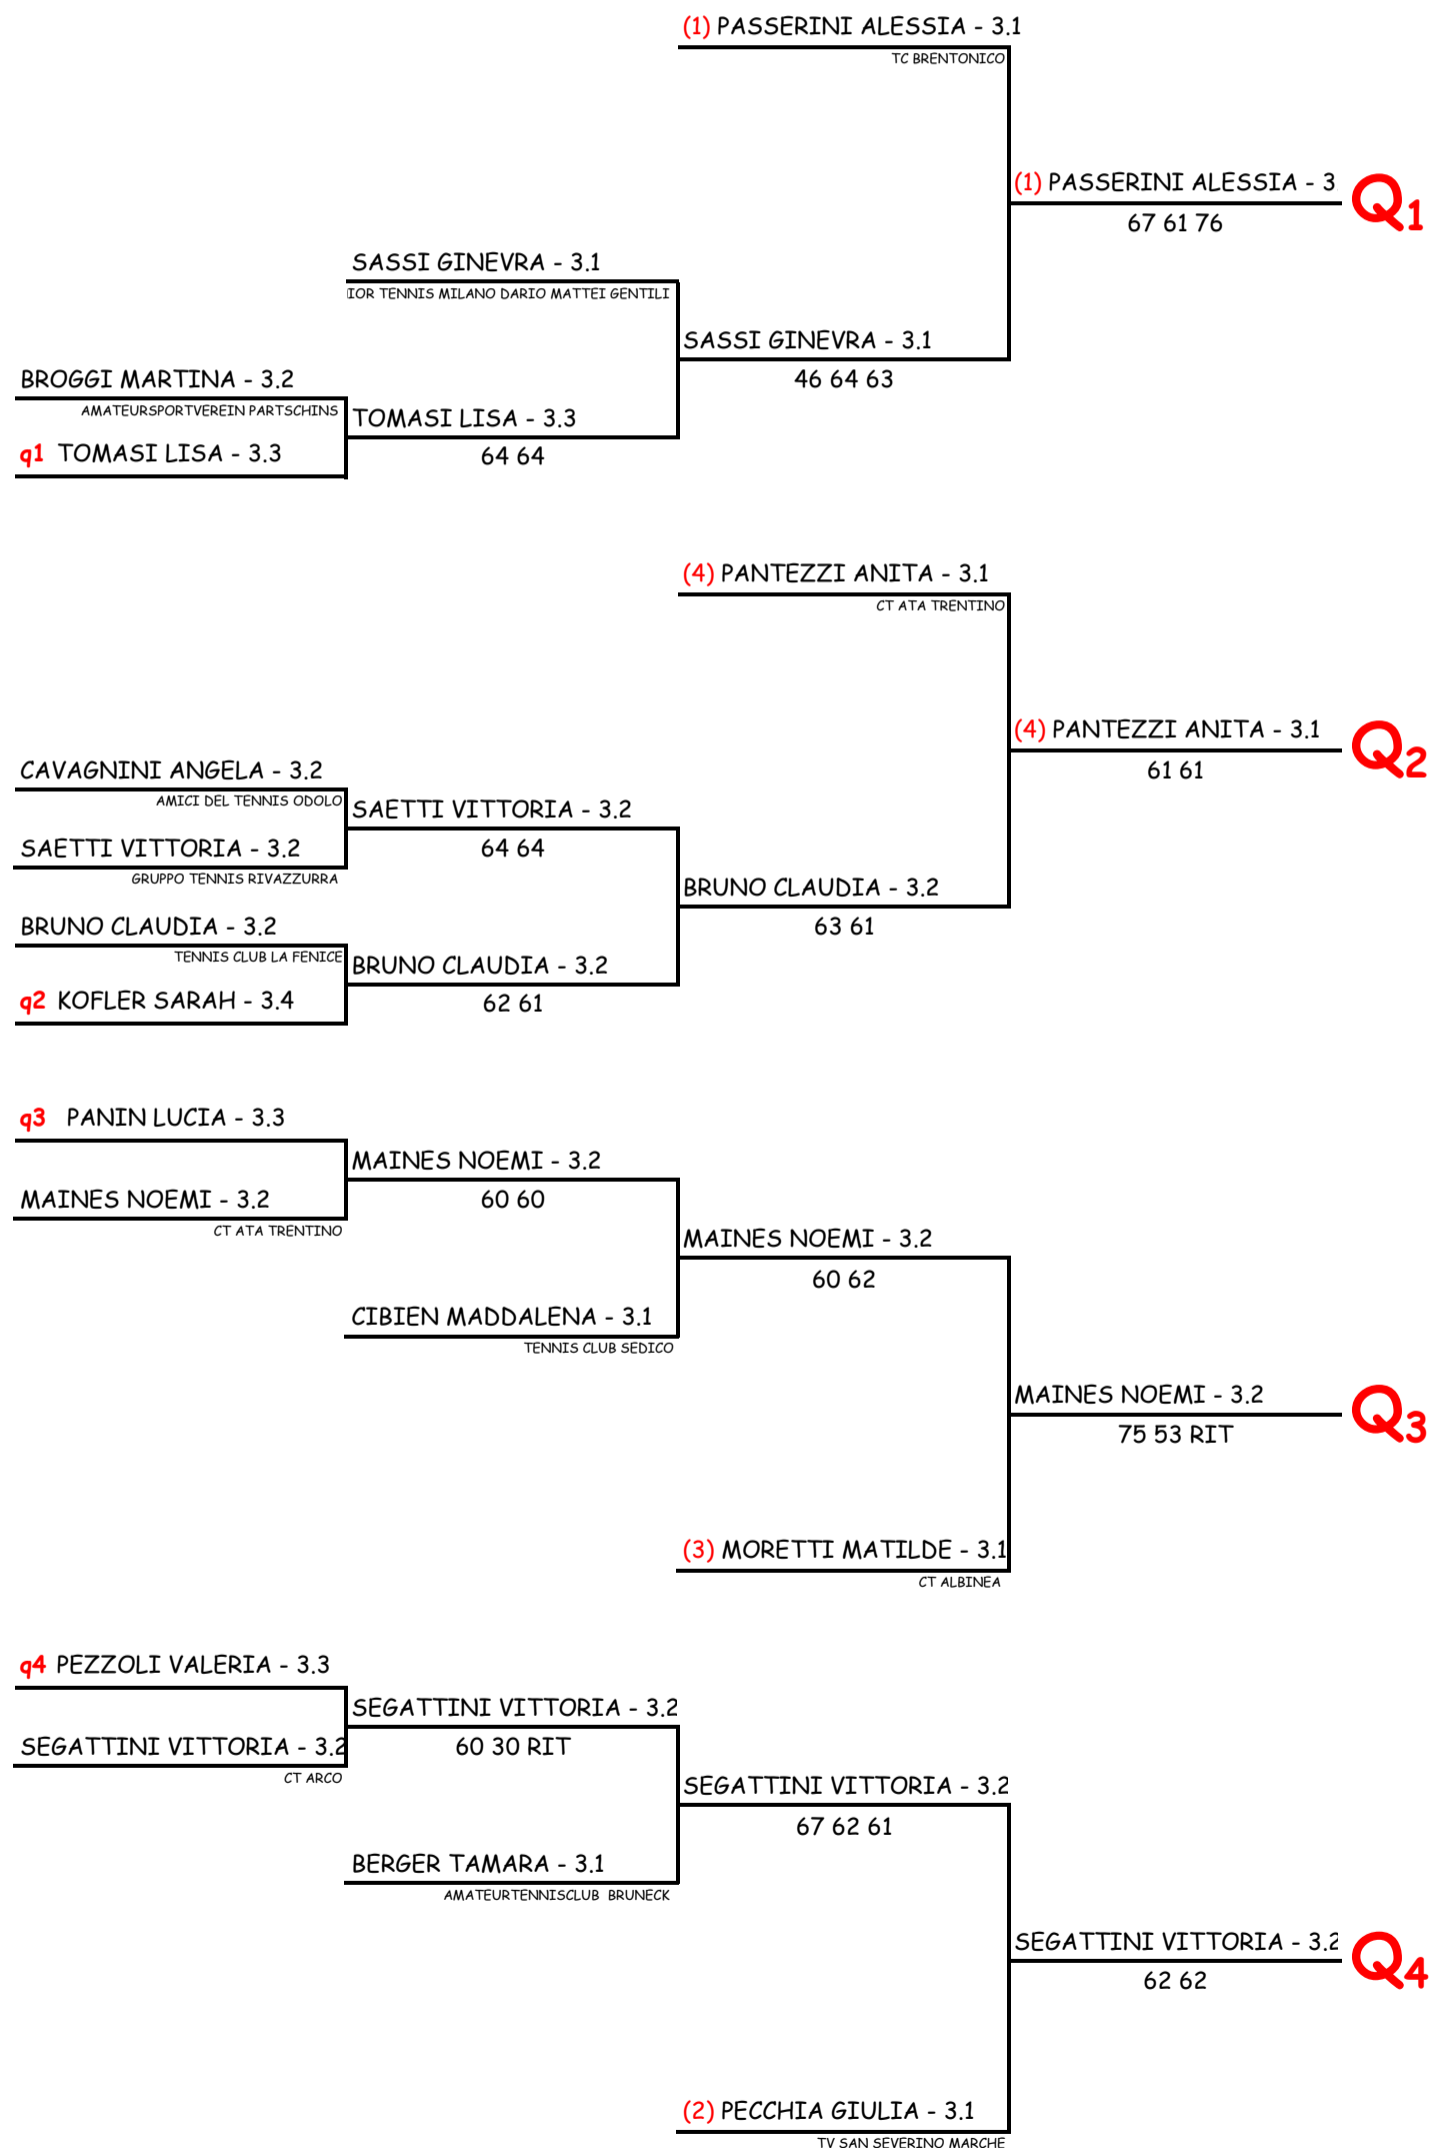 (1) PASSERINI ALESSIA - 3.1
TC BRENTONICO
(1) PASSERINI ALESSIA - 3
Q1
67 61 76
SASSI GINEVRA - 3.1
IOR TENNIS MILANO DARIO MATTEI GENTILI
SASSI GINEVRA - 3.1
46 64 63
BROGGI MARTINA - 3.2
AMATEURSPORTVEREIN PARTSCHINS
TOMASI LISA - 3.3
64 64
q1 TOMASI LISA - 3.3
(4) PANTEZZI ANITA - 3.1
CT ATA TRENTINO
(4) PANTEZZI ANITA - 3.1
Q2
61 61
CAVAGNINI ANGELA - 3.2
AMICI DEL TENNIS ODOLO
SAETTI VITTORIA - 3.2
64 64
SAETTI VITTORIA - 3.2
GRUPPO TENNIS RIVAZZURRA
BRUNO CLAUDIA - 3.2
63 61
BRUNO CLAUDIA - 3.2
TENNIS CLUB LA FENICE
BRUNO CLAUDIA - 3.2
62 61
q2 KOFLER SARAH - 3.4
q3 PANIN LUCIA - 3.3
MAINES NOEMI - 3.2
60 60
MAINES NOEMI - 3.2
CT ATA TRENTINO
MAINES NOEMI - 3.2
60 62
CIBIEN MADDALENA - 3.1
TENNIS CLUB SEDICO
MAINES NOEMI - 3.2
Q3
75 53 RIT
(3) MORETTI MATILDE - 3.1
CT ALBINEA
q4 PEZZOLI VALERIA - 3.3
SEGATTINI VITTORIA - 3.2
60 30 RIT
SEGATTINI VITTORIA - 3.2
CT ARCO
SEGATTINI VITTORIA - 3.2
67 62 61
BERGER TAMARA - 3.1
AMATEURTENNISCLUB BRUNECK
SEGATTINI VITTORIA - 3.2
Q4
62 62
(2) PECCHIA GIULIA - 3.1
TV SAN SEVERINO MARCHE